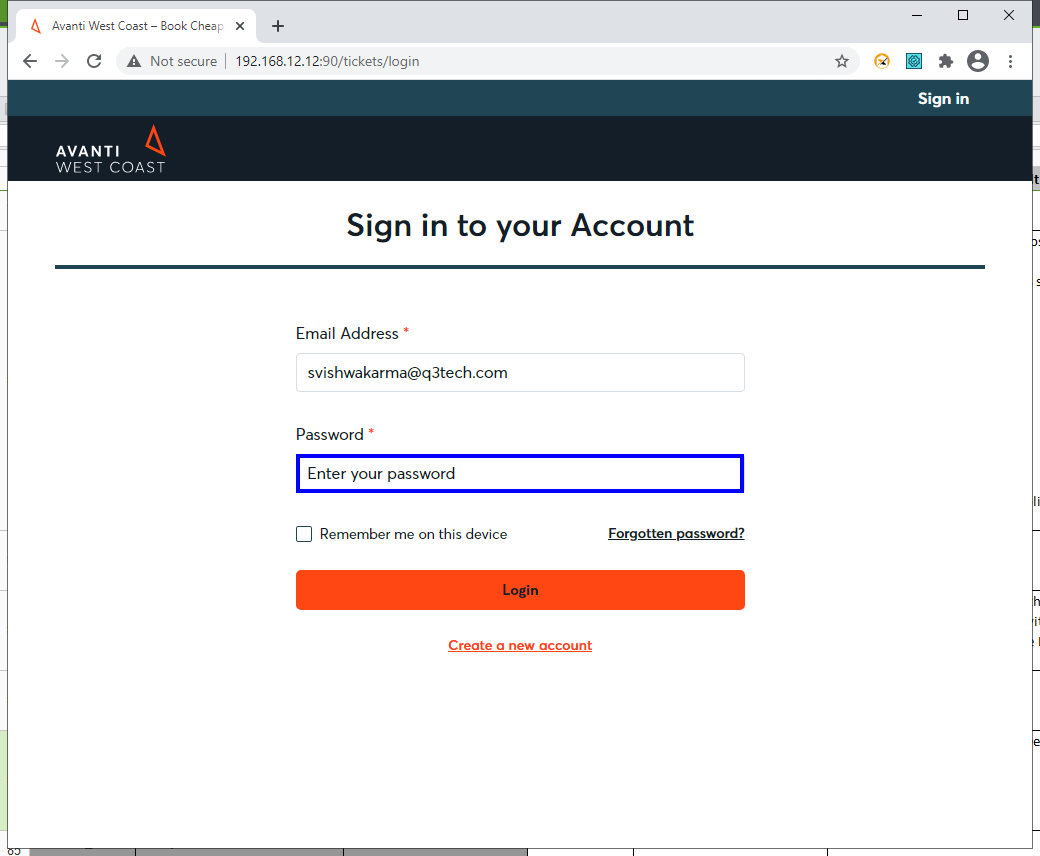 Avanti West Coast – Book Cheap
Not secure 192.168.12.12:90/tickets/login
Sign in
AVANTI
WEST COAST
Sign in to your Account
Email Address *
svishwakarma@q3tech.com
Password *
Enter your password
Remember me on this device Forgotten password?
Login
Create a new account